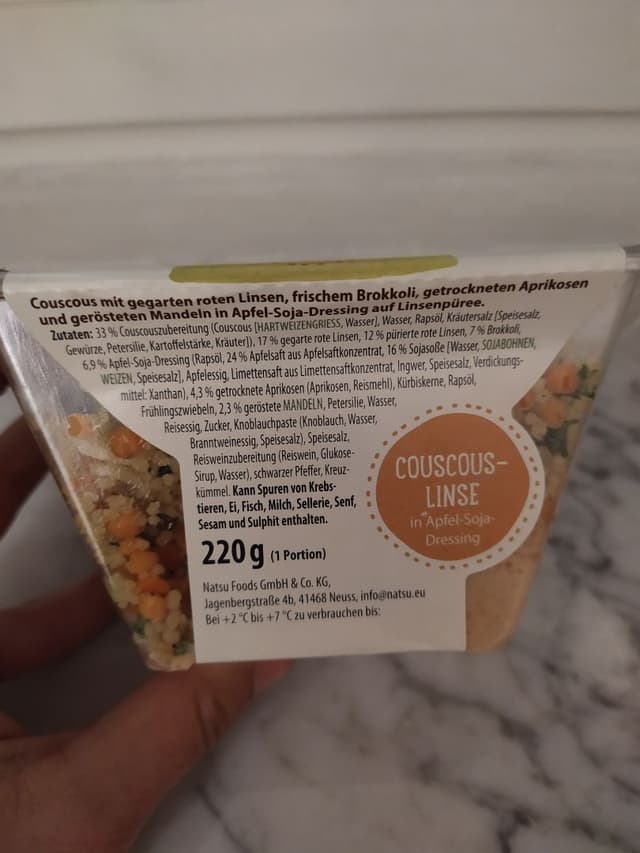 Couscous mit gegarten roten Linsen, frischem Brokkoli, getrockneten Aprikosen
und gerösteten Mandeln in Apfel-Soja-Dressing auf Linsenpüree.
Zutaten: 33 % Couscouszubereitung (Couscous [HARTWEIZENGRIESS, Wasser], Wasser, Rapsöl, Kräutersalz [Speisesalz,
Gewürze, Petersilie, Kartoffelstärke, Kräuter]), 17 % gegarte rote Linsen, 12 % pürierte rote Linsen, 7 % Brokkoli,
6,9 % Apfel-Soja-Dressing (Rapsöl, 24 % Apfelsaft aus Apfelsaftkonzentrat, 16 % Sojasoße [Wasser, SOJABOHNEN,
WEIZEN, Speisesalz], Apfelessig, Limettensaft aus Limettensaftkonzentrat, Ingwer, Speisesalz, Verdickungs-
mittel: Xanthan), 4,3 % getrocknete Aprikosen (Aprikosen, Reismehl), Kürbiskerne, Rapsöl,
Frühlingszwiebeln, 2,3 % geröstete MANDELN, Petersilie, Wasser,
Reisessig, Zucker, Knoblauchpaste (Knoblauch, Wasser,
Branntweinessig, Speisesalz), Speisesalz,
Reisweinzubereitung (Reiswein, Glukose-
Sirup, Wasser), schwarzer Pfeffer, Kreuz-
kümmel. Kann Spuren von Krebs-
tieren, Ei, Fisch, Milch, Sellerie, Senf,
Sesam und Sulphit enthalten.
220 g (1 Portion)
Natsu Foods GmbH & Co. KG,
Jagenbergstraße 4b, 41468 Neuss, info@natsu.eu
Bei +2 °C bis +7 °C zu verbrauchen bis:
COUSCOUS-
LINSE
in Apfel-Soja-
Dressing